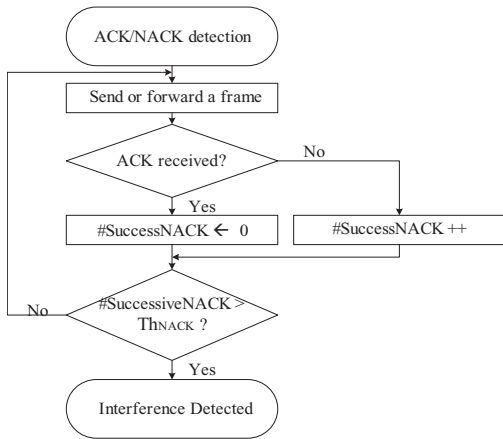 ACK/NACK detection
Send or forward a frame
ACK received?
No
Yes
#SuccessNACK ← 0
#SuccessNACK ++
#SuccessiveNACK >
ThNACK ?
No
Yes
Interference Detected